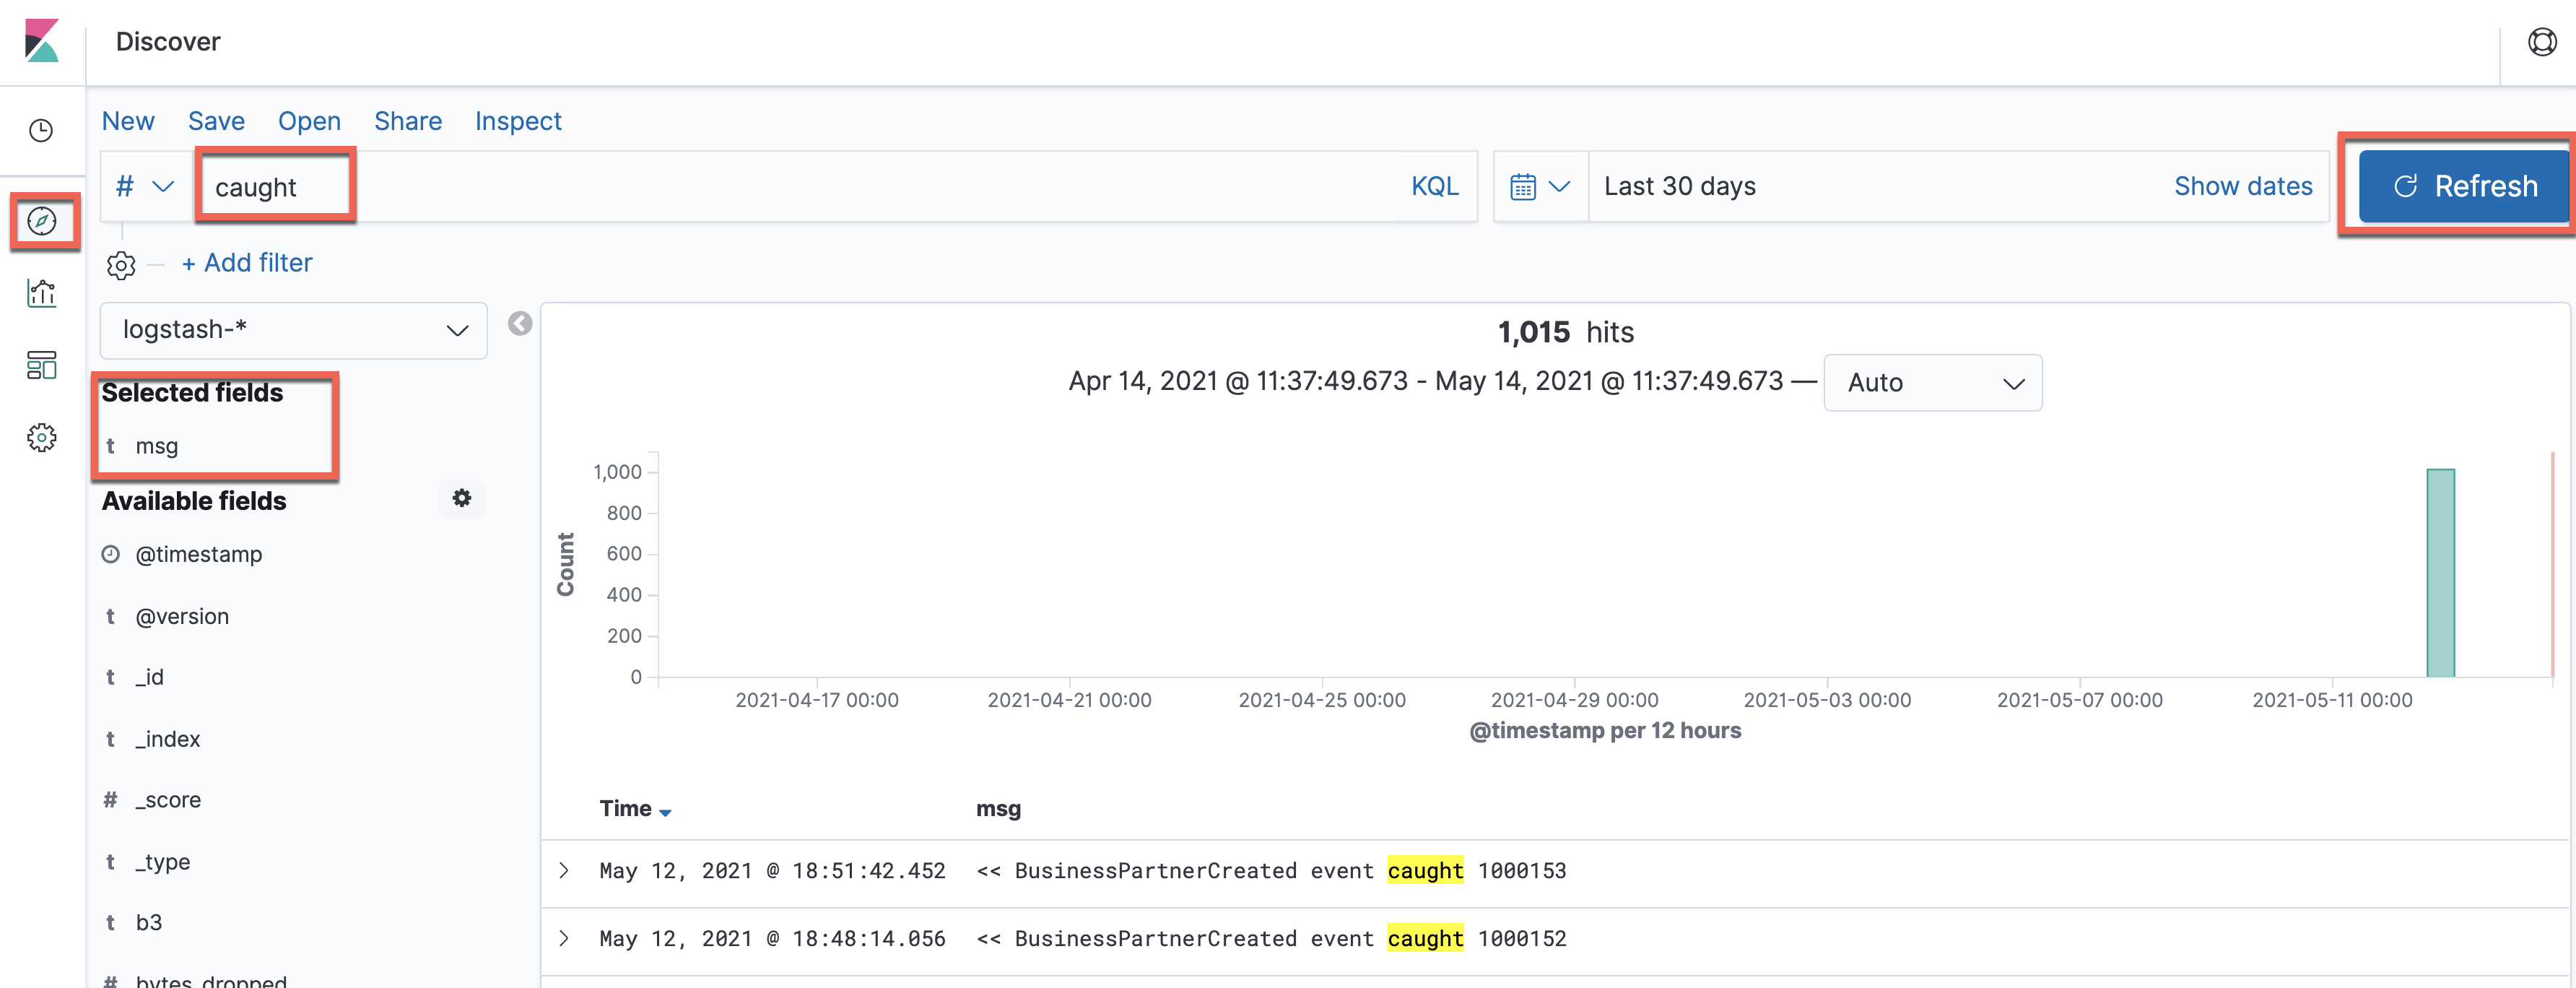 Discover
New Save Open Share Inspect
# caught KQL Last 30 days Show dates Refresh
+ Add filter
logstash-*
1,015 hits
Apr 14, 2021 @ 11:37:49.673 - May 14, 2021 @ 11:37:49.673 — Auto
Selected fields
t msg
Available fields
@timestamp
t @version
t _id
t _index
# _score
t _type
t b3
# bytes_dropped
Count
1,000
800
600
400
200
0
2021-04-17 00:00 2021-04-21 00:00 2021-04-25 00:00 2021-04-29 00:00 2021-05-03 00:00 2021-05-07 00:00 2021-05-11 00:00
@timestamp per 12 hours
Time msg
May 12, 2021 @ 18:51:42.452 << BusinessPartnerCreated event caught 1000153
May 12, 2021 @ 18:48:14.056 << BusinessPartnerCreated event caught 1000152